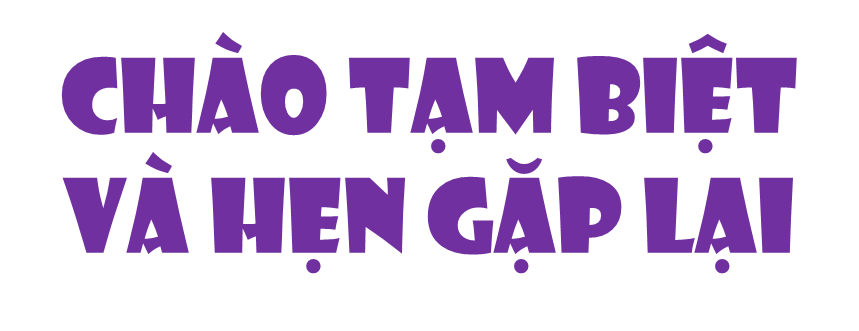 CHÀO TẠM BIỆT
VÀ HẸN GẶP LẠI